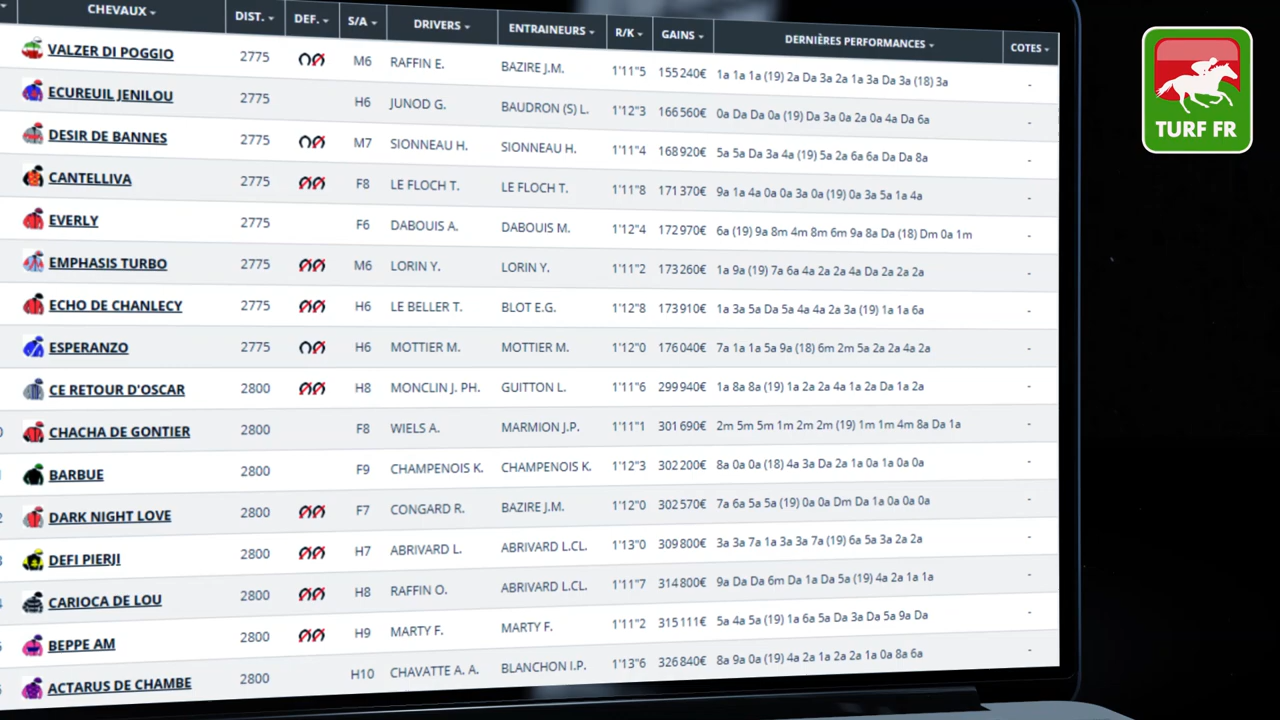 CHEVAUX DIST. DEF. S/A DRIVERS ENTRAINEURS R/K GAINS DERNIÈRES PERFORMANCES COTES
VALZER DI POGGIO 2775 M6 RAFFIN E. BAZIRE J.M. 1'11"5 155 240€ 1a 1a 1a (19) 2a Da 3a 2a 1a 3a Da 3a (18) 3a -
ECUREUIL JENILOU 2775 H6 JUNOD G. BAUDRON (S) L. 1'12"3 166 560€ 0a Da Da 0a (19) Da 3a 0a 2a 0a 4a Da 6a -
DESIR DE BANNES 2775 M7 SIONNEAU H. SIONNEAU H. 1'11"4 168 920€ 5a 5a Da 3a 4a (19) 5a 2a 6a 6a Da Da 8a -
CANTELLIVA 2775 F8 LE FLOCH T. LE FLOCH T. 1'11"8 171 370€ 9a 1a 4a 0a 0a 3a 0a (19) 0a 3a 5a 1a 4a -
EVERLY 2775 F6 DABOUIS A. DABOUIS M. 1'12"4 172 970€ 6a (19) 9a 8m 4m 8m 6m 9a 8a Da (18) Dm 0a 1m -
EMPHASIS TURBO 2775 M6 LORIN Y. LORIN Y. 1'11"2 173 260€ 1a 9a (19) 7a 6a 4a 2a 2a 4a Da 2a 2a 2a -
ECHO DE CHANLECY 2775 H6 LE BELLER T. BLOT E.G. 1'12"8 173 910€ 1a 3a 5a Da 5a 4a 4a 2a 3a (19) 1a 1a 6a -
ESPERANZO 2775 H6 MOTTIER M. MOTTIER M. 1'12"0 176 040€ 7a 1a 1a 5a 9a (18) 6m 2m 5a 2a 2a 4a 2a -
CE RETOUR D'OSCAR 2800 H8 MONCLIN J. PH. GUITTON L. 1'11"6 299 940€ 1a 8a 8a (19) 1a 2a 2a 4a 1a 2a Da 1a 2a -
0 CHACHA DE GONTIER 2800 F8 WIELS A. MARMION J.P. 1'11"1 301 690€ 2m 5m 5m 1m 2m 2m (19) 1m 1m 4m 8a Da 1a -
BARBUE 2800 F9 CHAMPENOIS K. CHAMPENOIS K. 1'12"3 302 200€ 8a 0a 0a (18) 4a 3a Da 2a 1a 0a 1a 0a 0a -
2 DARK NIGHT LOVE 2800 F7 CONGARD R. BAZIRE J.M. 1'12"0 302 570€ 7a 6a 5a 5a (19) 0a 0a Dm Da 1a 0a 0a 0a -
3 DEFI PIERJI 2800 H7 ABRIVARD L. ABRIVARD L.CL. 1'13"0 309 800€ 3a 3a 7a 1a 3a 3a 7a (19) 6a 5a 3a 2a 2a -
4 CARIOCA DE LOU 2800 H8 RAFFIN O. ABRIVARD L.CL. 1'11"7 314 800€ 9a Da Da 6m Da 1a Da 5a (19) 4a 2a 1a 1a -
5 BEPPE AM 2800 H9 MARTY F. MARTY F. 1'11"2 315 111€ 5a 4a 5a (19) 1a 6a 5a Da 3a Da 5a 9a Da -
6 ACTARUS DE CHAMBE 2800 H10 CHAVATTE A. A. BLANCHON I.P. 1'13"6 326 840€ 8a 9a 0a (19) 4a 2a 1a 2a 2a 1a 0a 8a 6a -
TURF FR